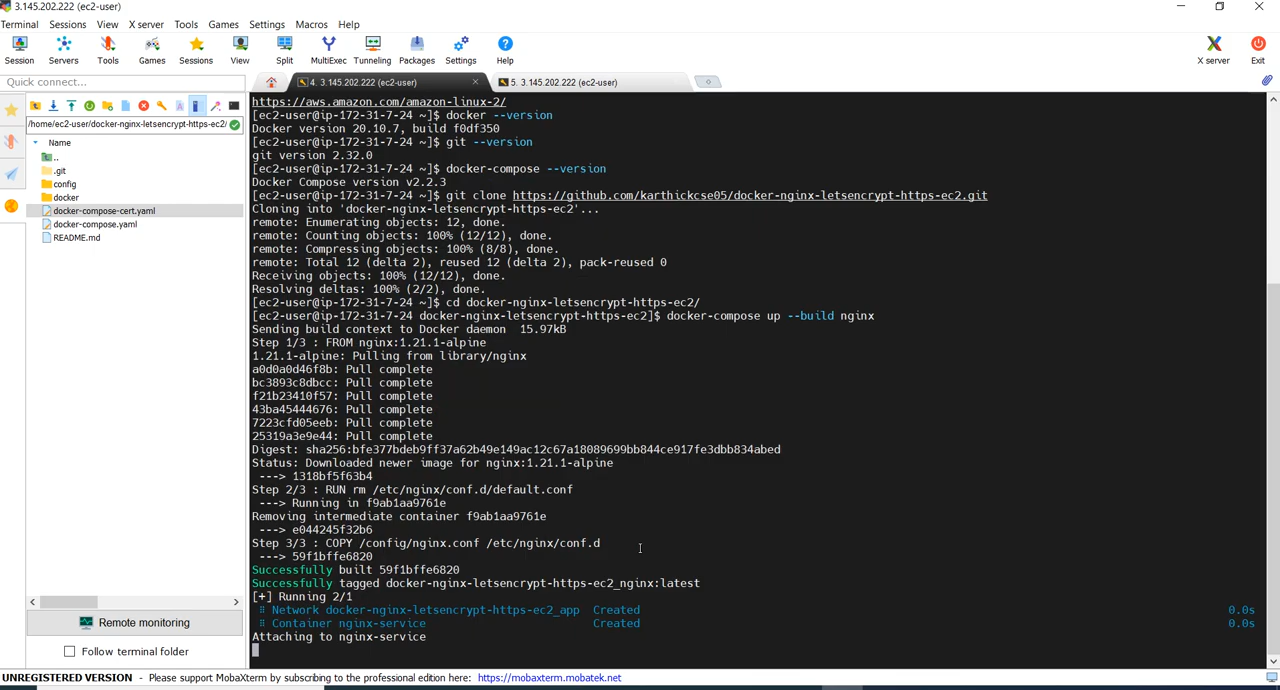 3.145.202.222 (ec2-user)
Terminal Sessions View X server Tools Games Settings Macros Help
Session Servers Tools Games Sessions View Split MultiExec Tunneling Packages Settings Help X server Exit
Quick connect...
4. 3.145.202.222 (ec2-user)
5. 3.145.202.222 (ec2-user)
/home/ec2-user/docker-nginx-letsencrypt-https-ec2/
Name
..
.git
config
docker
docker-compose-cert.yaml
docker-compose.yaml
README.md
Remote monitoring
Follow terminal folder
https://aws.amazon.com/amazon-linux-2/
[ec2-user@ip-172-31-7-24 ~]$ docker --version
Docker version 20.10.7, build f0df350
[ec2-user@ip-172-31-7-24 ~]$ git --version
git version 2.32.0
[ec2-user@ip-172-31-7-24 ~]$ docker-compose --version
Docker Compose version v2.2.3
[ec2-user@ip-172-31-7-24 ~]$ git clone https://github.com/karthickcse05/docker-nginx-letsencrypt-https-ec2.git
Cloning into 'docker-nginx-letsencrypt-https-ec2'...
remote: Enumerating objects: 12, done.
remote: Counting objects: 100% (12/12), done.
remote: Compressing objects: 100% (8/8), done.
remote: Total 12 (delta 2), reused 12 (delta 2), pack-reused 0
Receiving objects: 100% (12/12), done.
Resolving deltas: 100% (2/2), done.
[ec2-user@ip-172-31-7-24 ~]$ cd docker-nginx-letsencrypt-https-ec2/
[ec2-user@ip-172-31-7-24 docker-nginx-letsencrypt-https-ec2]$ docker-compose up --build nginx
Sending build context to Docker daemon  15.97kB
Step 1/3 : FROM nginx:1.21.1-alpine
1.21.1-alpine: Pulling from library/nginx
a0d0a0d46f8b: Pull complete
bc3893c8dbcc: Pull complete
f21b23410f57: Pull complete
43ba45444676: Pull complete
7223cfd05eeb: Pull complete
25319a3e9e44: Pull complete
Digest: sha256:bfe377bdeb9ff37a62b49e149ac12c67a18089699bb844ce917fe3dbb834abed
Status: Downloaded newer image for nginx:1.21.1-alpine
 ---> 1318bf5f63b4
Step 2/3 : RUN rm /etc/nginx/conf.d/default.conf
 ---> Running in f9ab1aa9761e
Removing intermediate container f9ab1aa9761e
 ---> e044245f32b6
Step 3/3 : COPY /config/nginx.conf /etc/nginx/conf.d
 ---> 59f1bffe6820
Successfully built 59f1bffe6820
Successfully tagged docker-nginx-letsencrypt-https-ec2_nginx:latest
[+] Running 2/1
⠿ Network docker-nginx-letsencrypt-https-ec2_app  Created 0.0s
⠿ Container nginx-service Created 0.0s
Attaching to nginx-service
UNREGISTERED VERSION - Please support MobaXterm by subscribing to the professional edition here: https://mobaxterm.mobatek.net